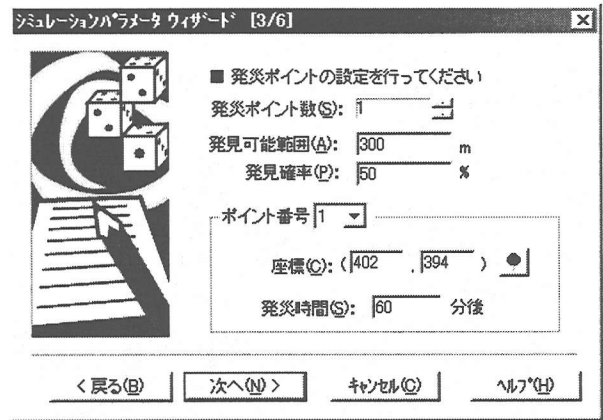 シミュレーションパラメータ ウィザード [3/6]
■ 発災ポイントの設定を行ってください
発災ポイント数(S): 1
発見可能範囲(A): 300 m
発見確率(P): 50 %
ポイント番号 1
座標(C): (402 , 394 )
発災時間(S): 60 分後
< 戻る(B) 次へ(N) > キャンセル(C) ヘルプ(H)